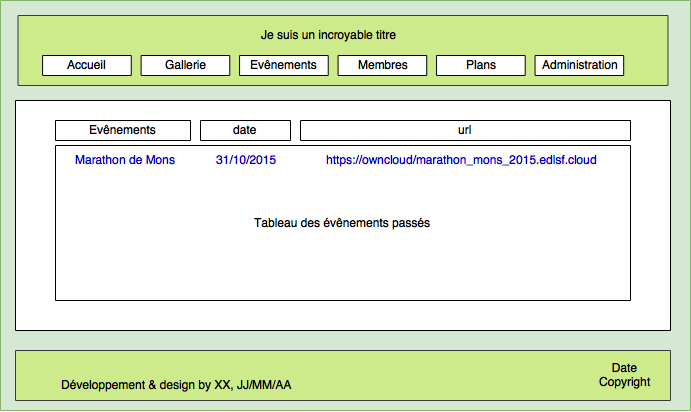 Je suis un incroyable titre
Accueil Gallerie Evênements Membres Plans Administration
Evênements date url
Marathon de Mons 31/10/2015 https://owncloud/marathon_mons_2015.edlsf.cloud
Tableau des évênements passés
Développement & design by XX, JJ/MM/AA
Date
Copyright